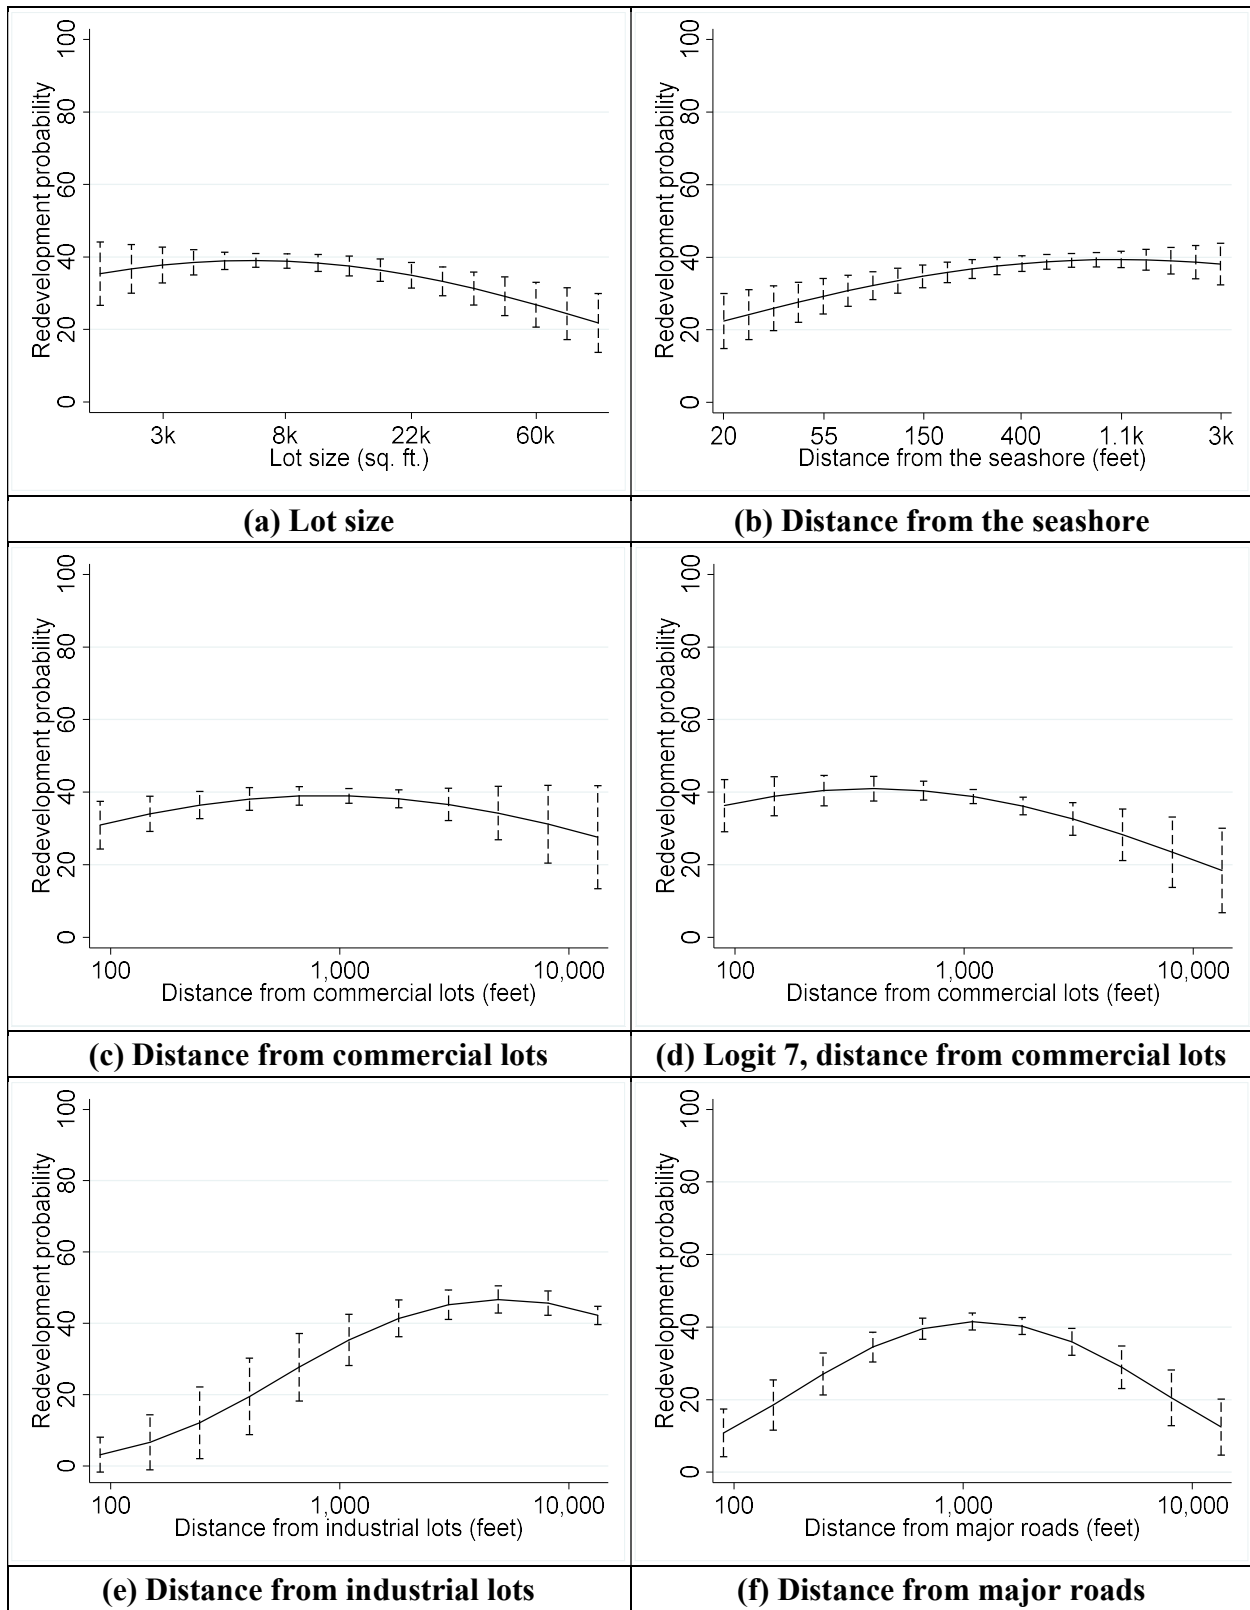 Redevelopment probability
0 20 40 60 80 100
3k 8k 22k 60k
Lot size (sq. ft.)
(a) Lot size
Redevelopment probability
0 20 40 60 80 100
20 55 150 400 1.1k 3k
Distance from the seashore (feet)
(b) Distance from the seashore
Redevelopment probability
0 20 40 60 80 100
100 1,000 10,000
Distance from commercial lots (feet)
(c) Distance from commercial lots
Redevelopment probability
0 20 40 60 80 100
100 1,000 10,000
Distance from commercial lots (feet)
(d) Logit 7, distance from commercial lots
Redevelopment probability
0 20 40 60 80 100
100 1,000 10,000
Distance from industrial lots (feet)
(e) Distance from industrial lots
Redevelopment probability
0 20 40 60 80 100
100 1,000 10,000
Distance from major roads (feet)
(f) Distance from major roads